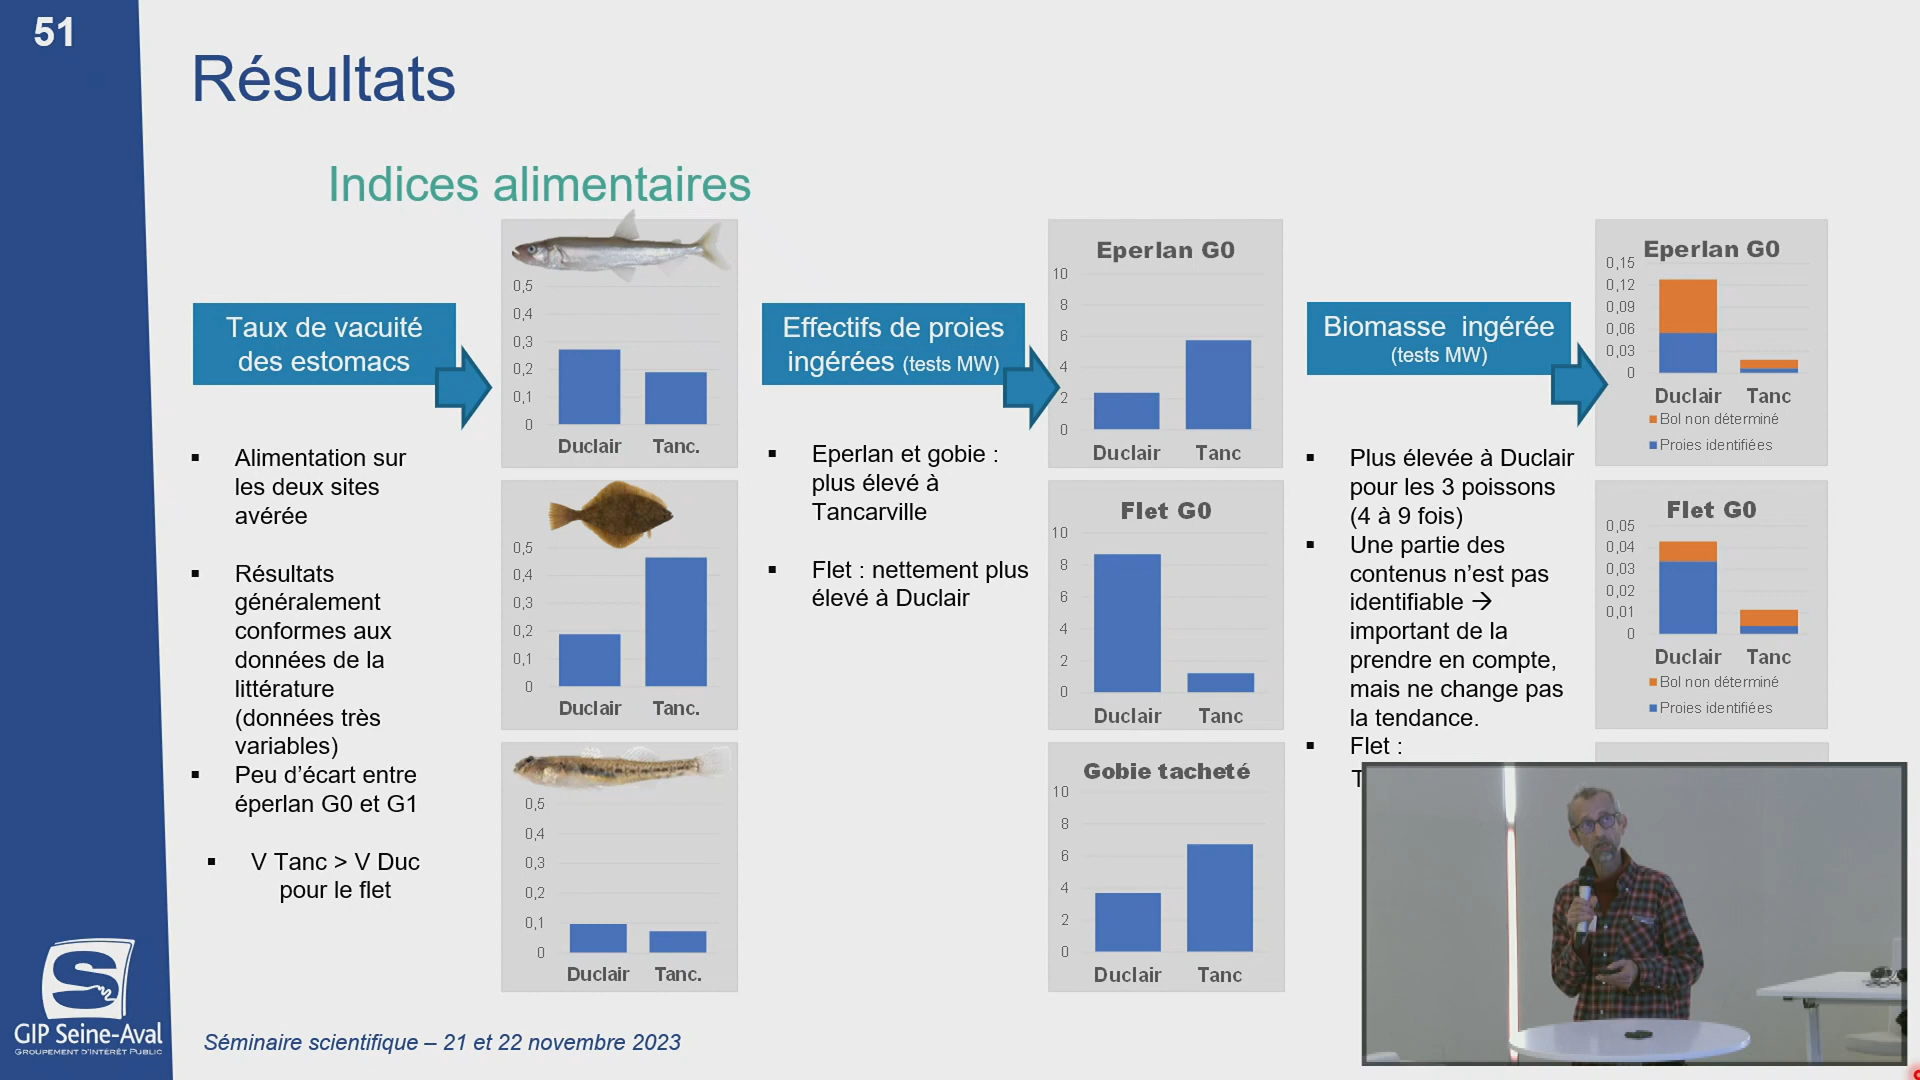 51
Résultats
Indices alimentaires
Taux de vacuité
des estomacs
▪ Alimentation sur
les deux sites
avérée
▪ Résultats
généralement
conformes aux
données de la
littérature
(données très
variables)
▪ Peu d'écart entre
éperlan G0 et G1
▪ V Tanc > V Duc
pour le flet
0,5
0,4
0,3
0,2
0,1
0
Duclair Tanc.
0,5
0,4
0,3
0,2
0,1
0
Duclair Tanc.
0,5
0,4
0,3
0,2
0,1
0
Duclair Tanc.
Effectifs de proies
ingérées (tests MW)
▪ Eperlan et gobie :
plus élevé à
Tancarville
▪ Flet : nettement plus
élevé à Duclair
Eperlan G0
10
8
6
4
2
0
Duclair Tanc
Flet G0
10
8
6
4
2
0
Duclair Tanc
Gobie tacheté
10
8
6
4
2
0
Duclair Tanc
Biomasse ingérée
(tests MW)
▪ Plus élevée à Duclair
pour les 3 poissons
(4 à 9 fois)
▪ Une partie des
contenus n'est pas
identifiable →
important de la
prendre en compte,
mais ne change pas
la tendance.
▪ Flet :
Eperlan G0
0,15
0,12
0,09
0,06
0,03
0
Duclair Tanc
Bol non déterminé
Proies identifiées
Flet G0
0,05
0,04
0,03
0,02
0,01
0
Duclair Tanc
Bol non déterminé
Proies identifiées
S
GIP Seine-Aval
GROUPEMENT D'INTÉRÊT PUBLIC
Séminaire scientifique – 21 et 22 novembre 2023